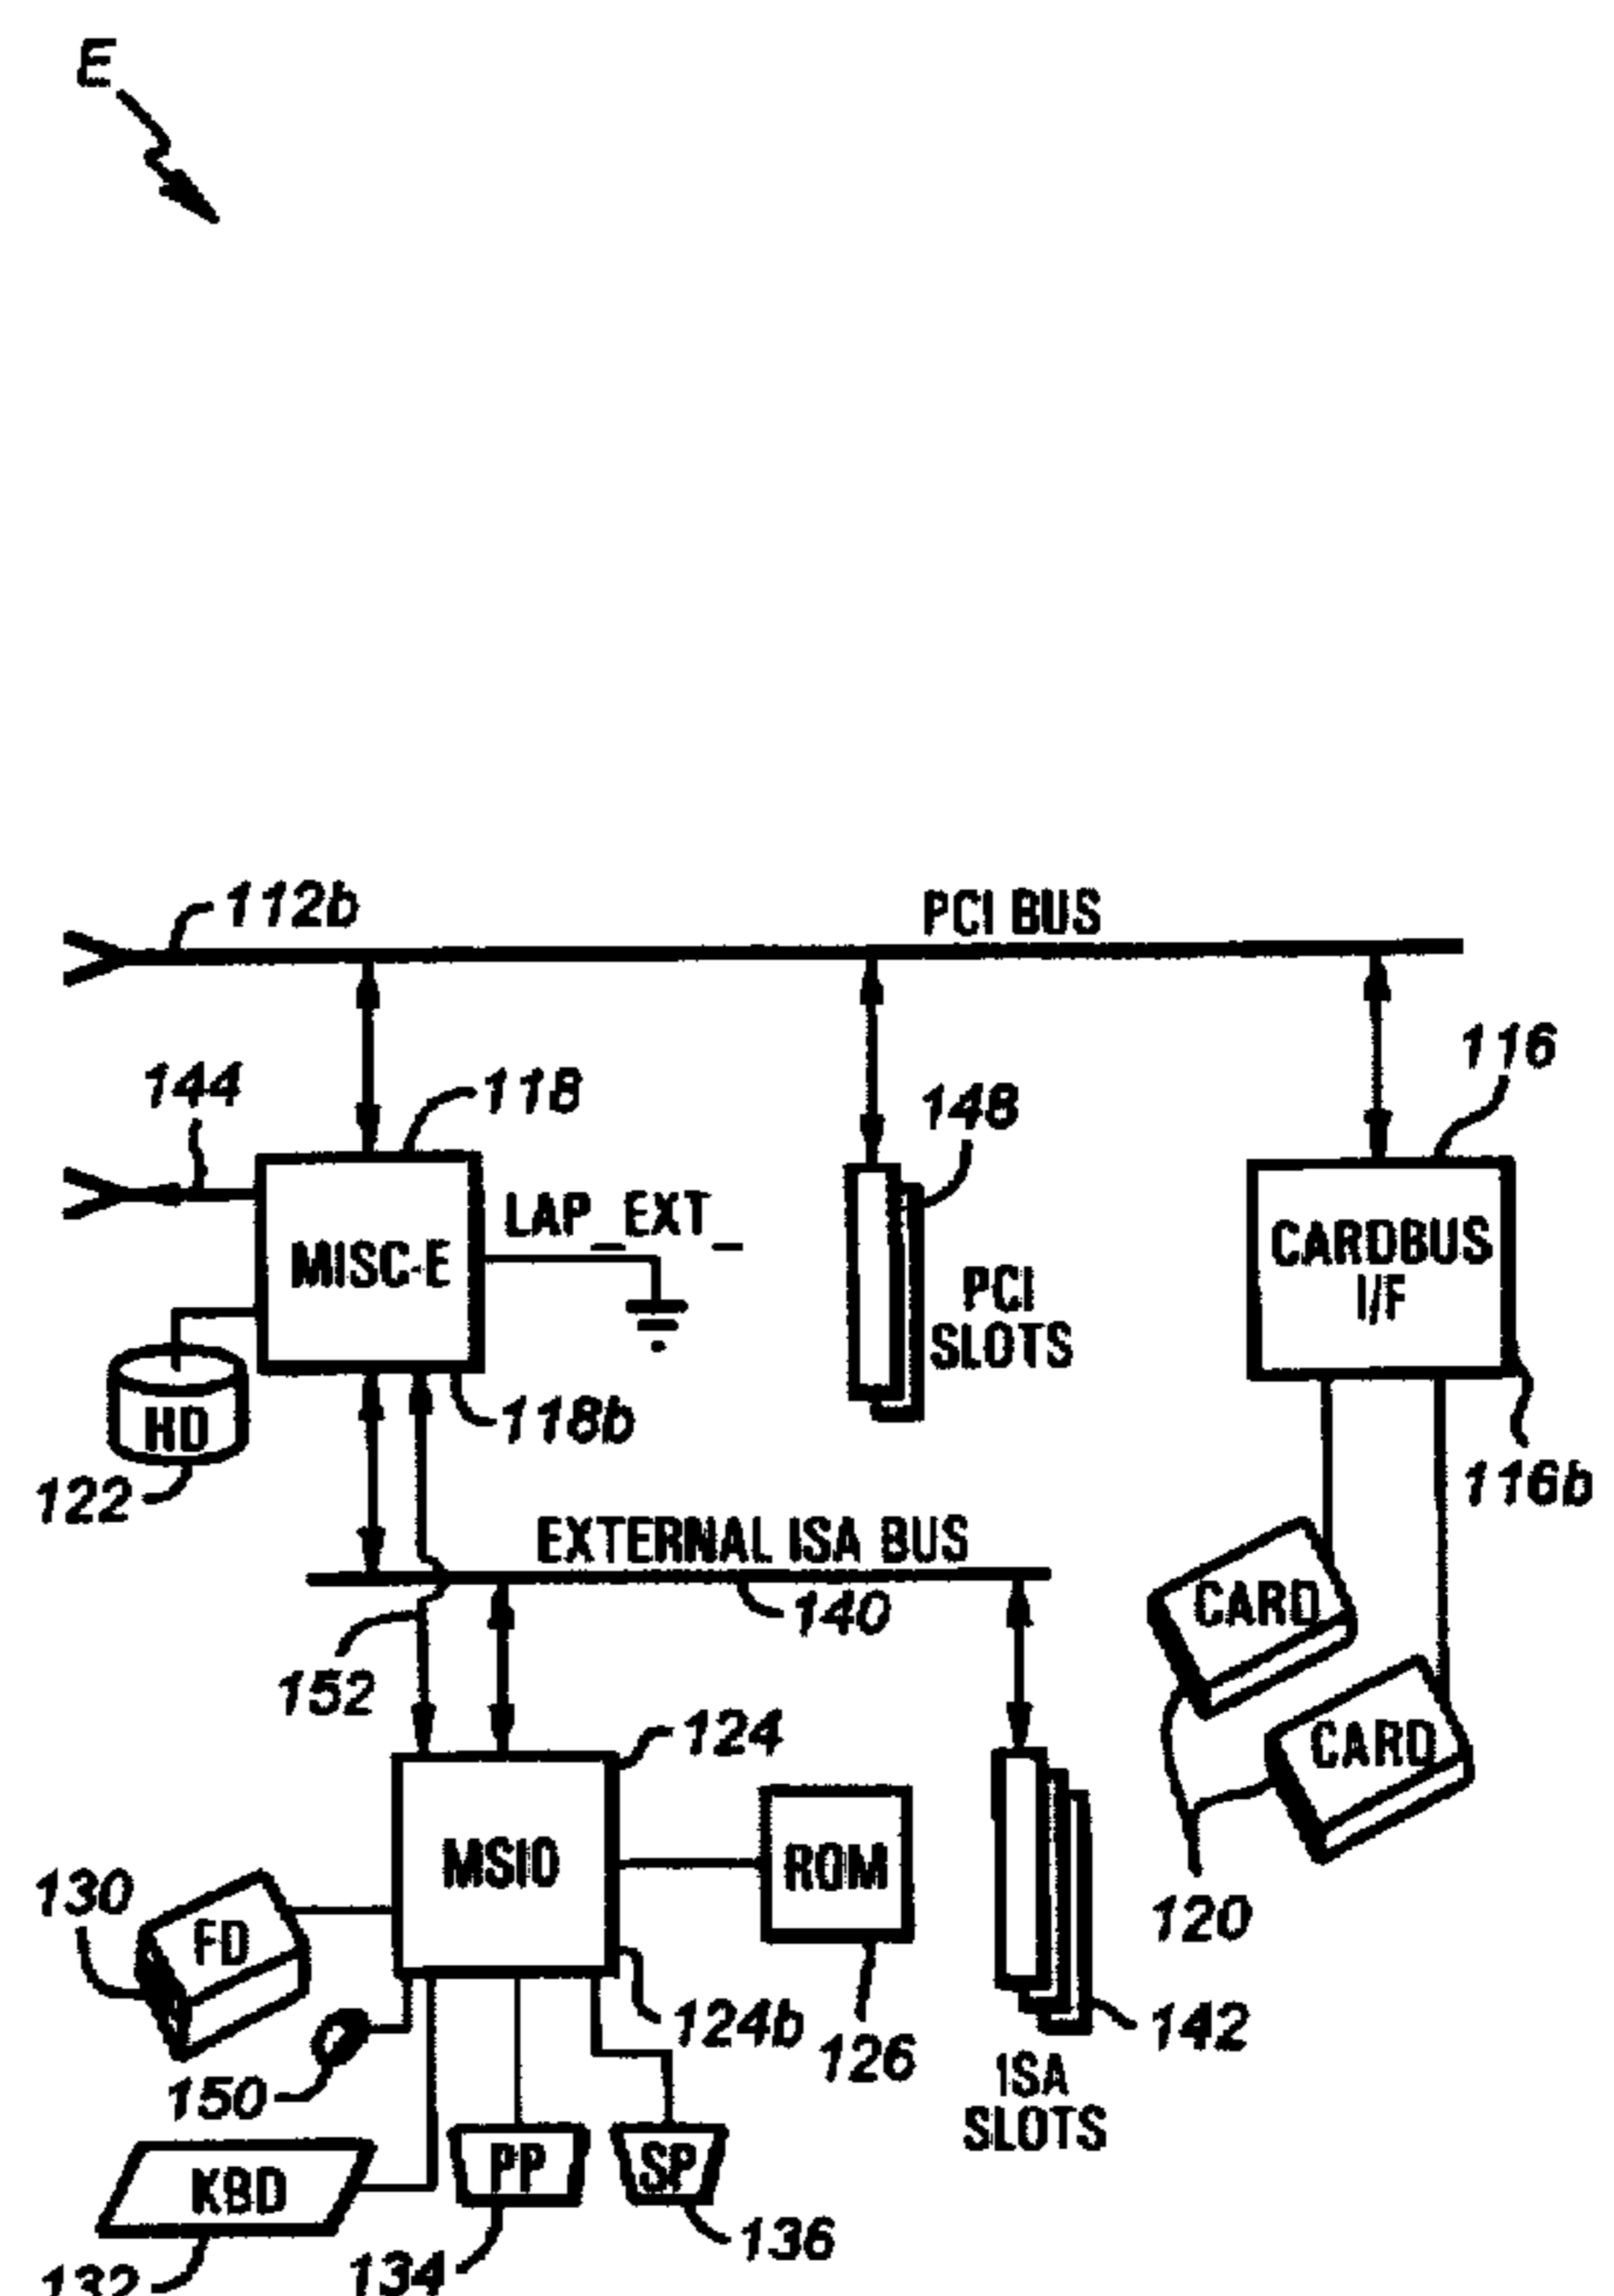 E
112b
PCI BUS
144
118
148
116
LAP_EXT_
MISC-E
PCI
SLOTS
CARDBUS
I/F
HD
118b
122
116b
EXTERNAL ISA BUS
140
CARD
152
124
CARD
MSIO
ROM
130
FD
120
124b
126
142
150
ISA
SLOTS
KBD
PP
SP
136
132
134